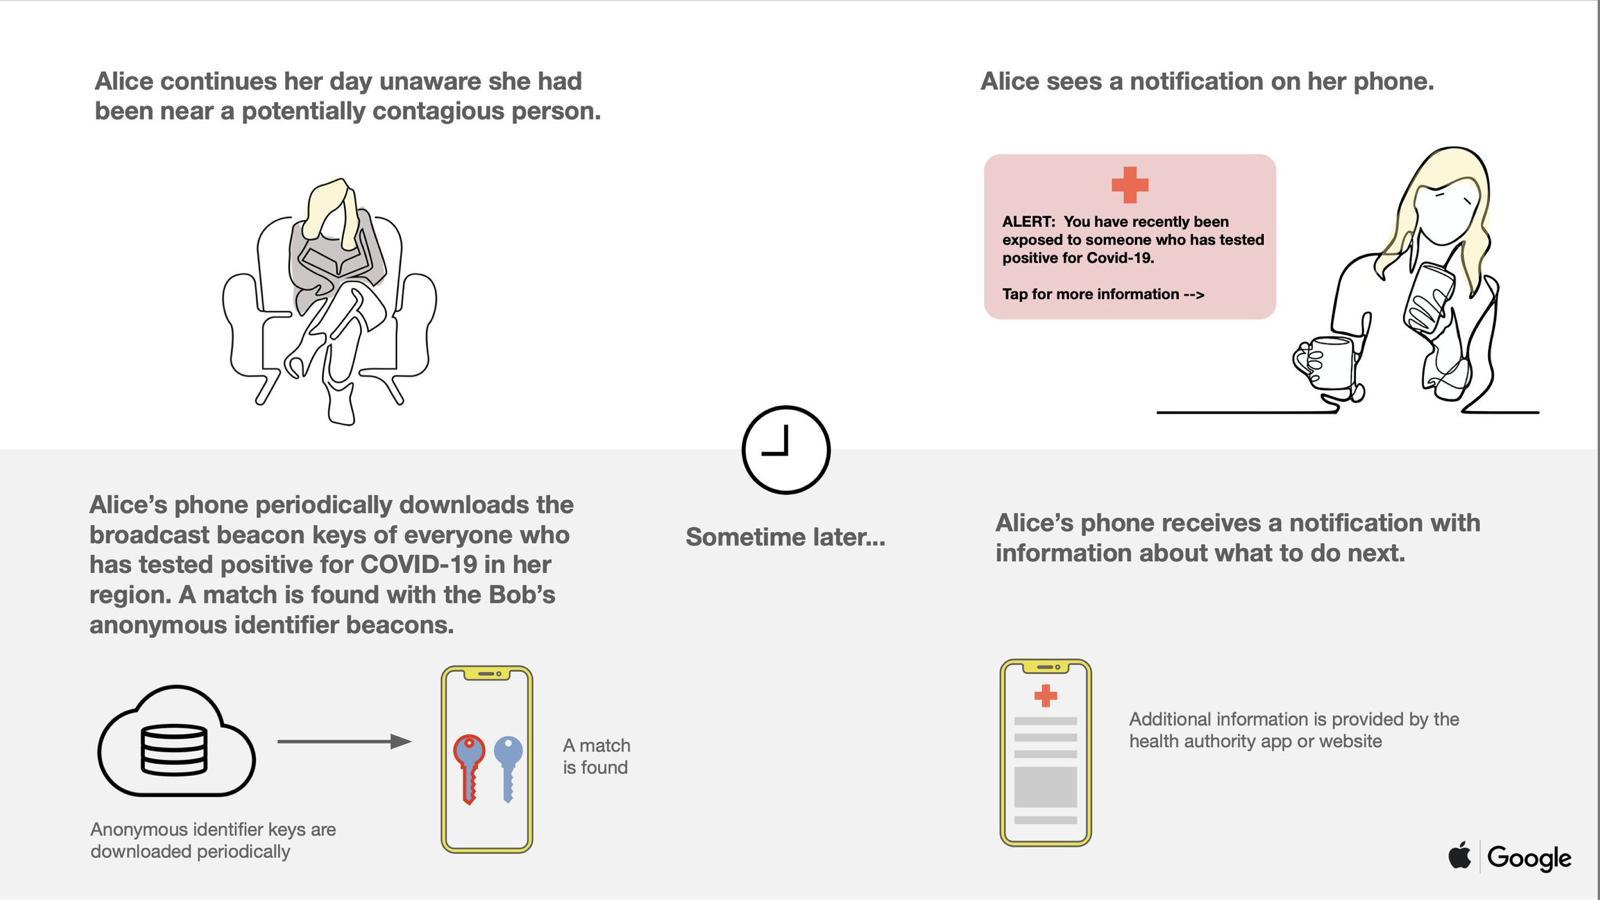 Alice continues her day unaware she had
been near a potentially contagious person.
Alice sees a notification on her phone.
ALERT:  You have recently been
exposed to someone who has tested
positive for Covid-19.
Tap for more information -->
Alice’s phone periodically downloads the
broadcast beacon keys of everyone who
has tested positive for COVID-19 in her
region. A match is found with the Bob’s
anonymous identifier beacons.
Sometime later...
Alice’s phone receives a notification with
information about what to do next.
A match
is found
Anonymous identifier keys are
downloaded periodically
Additional information is provided by the
health authority app or website
Google